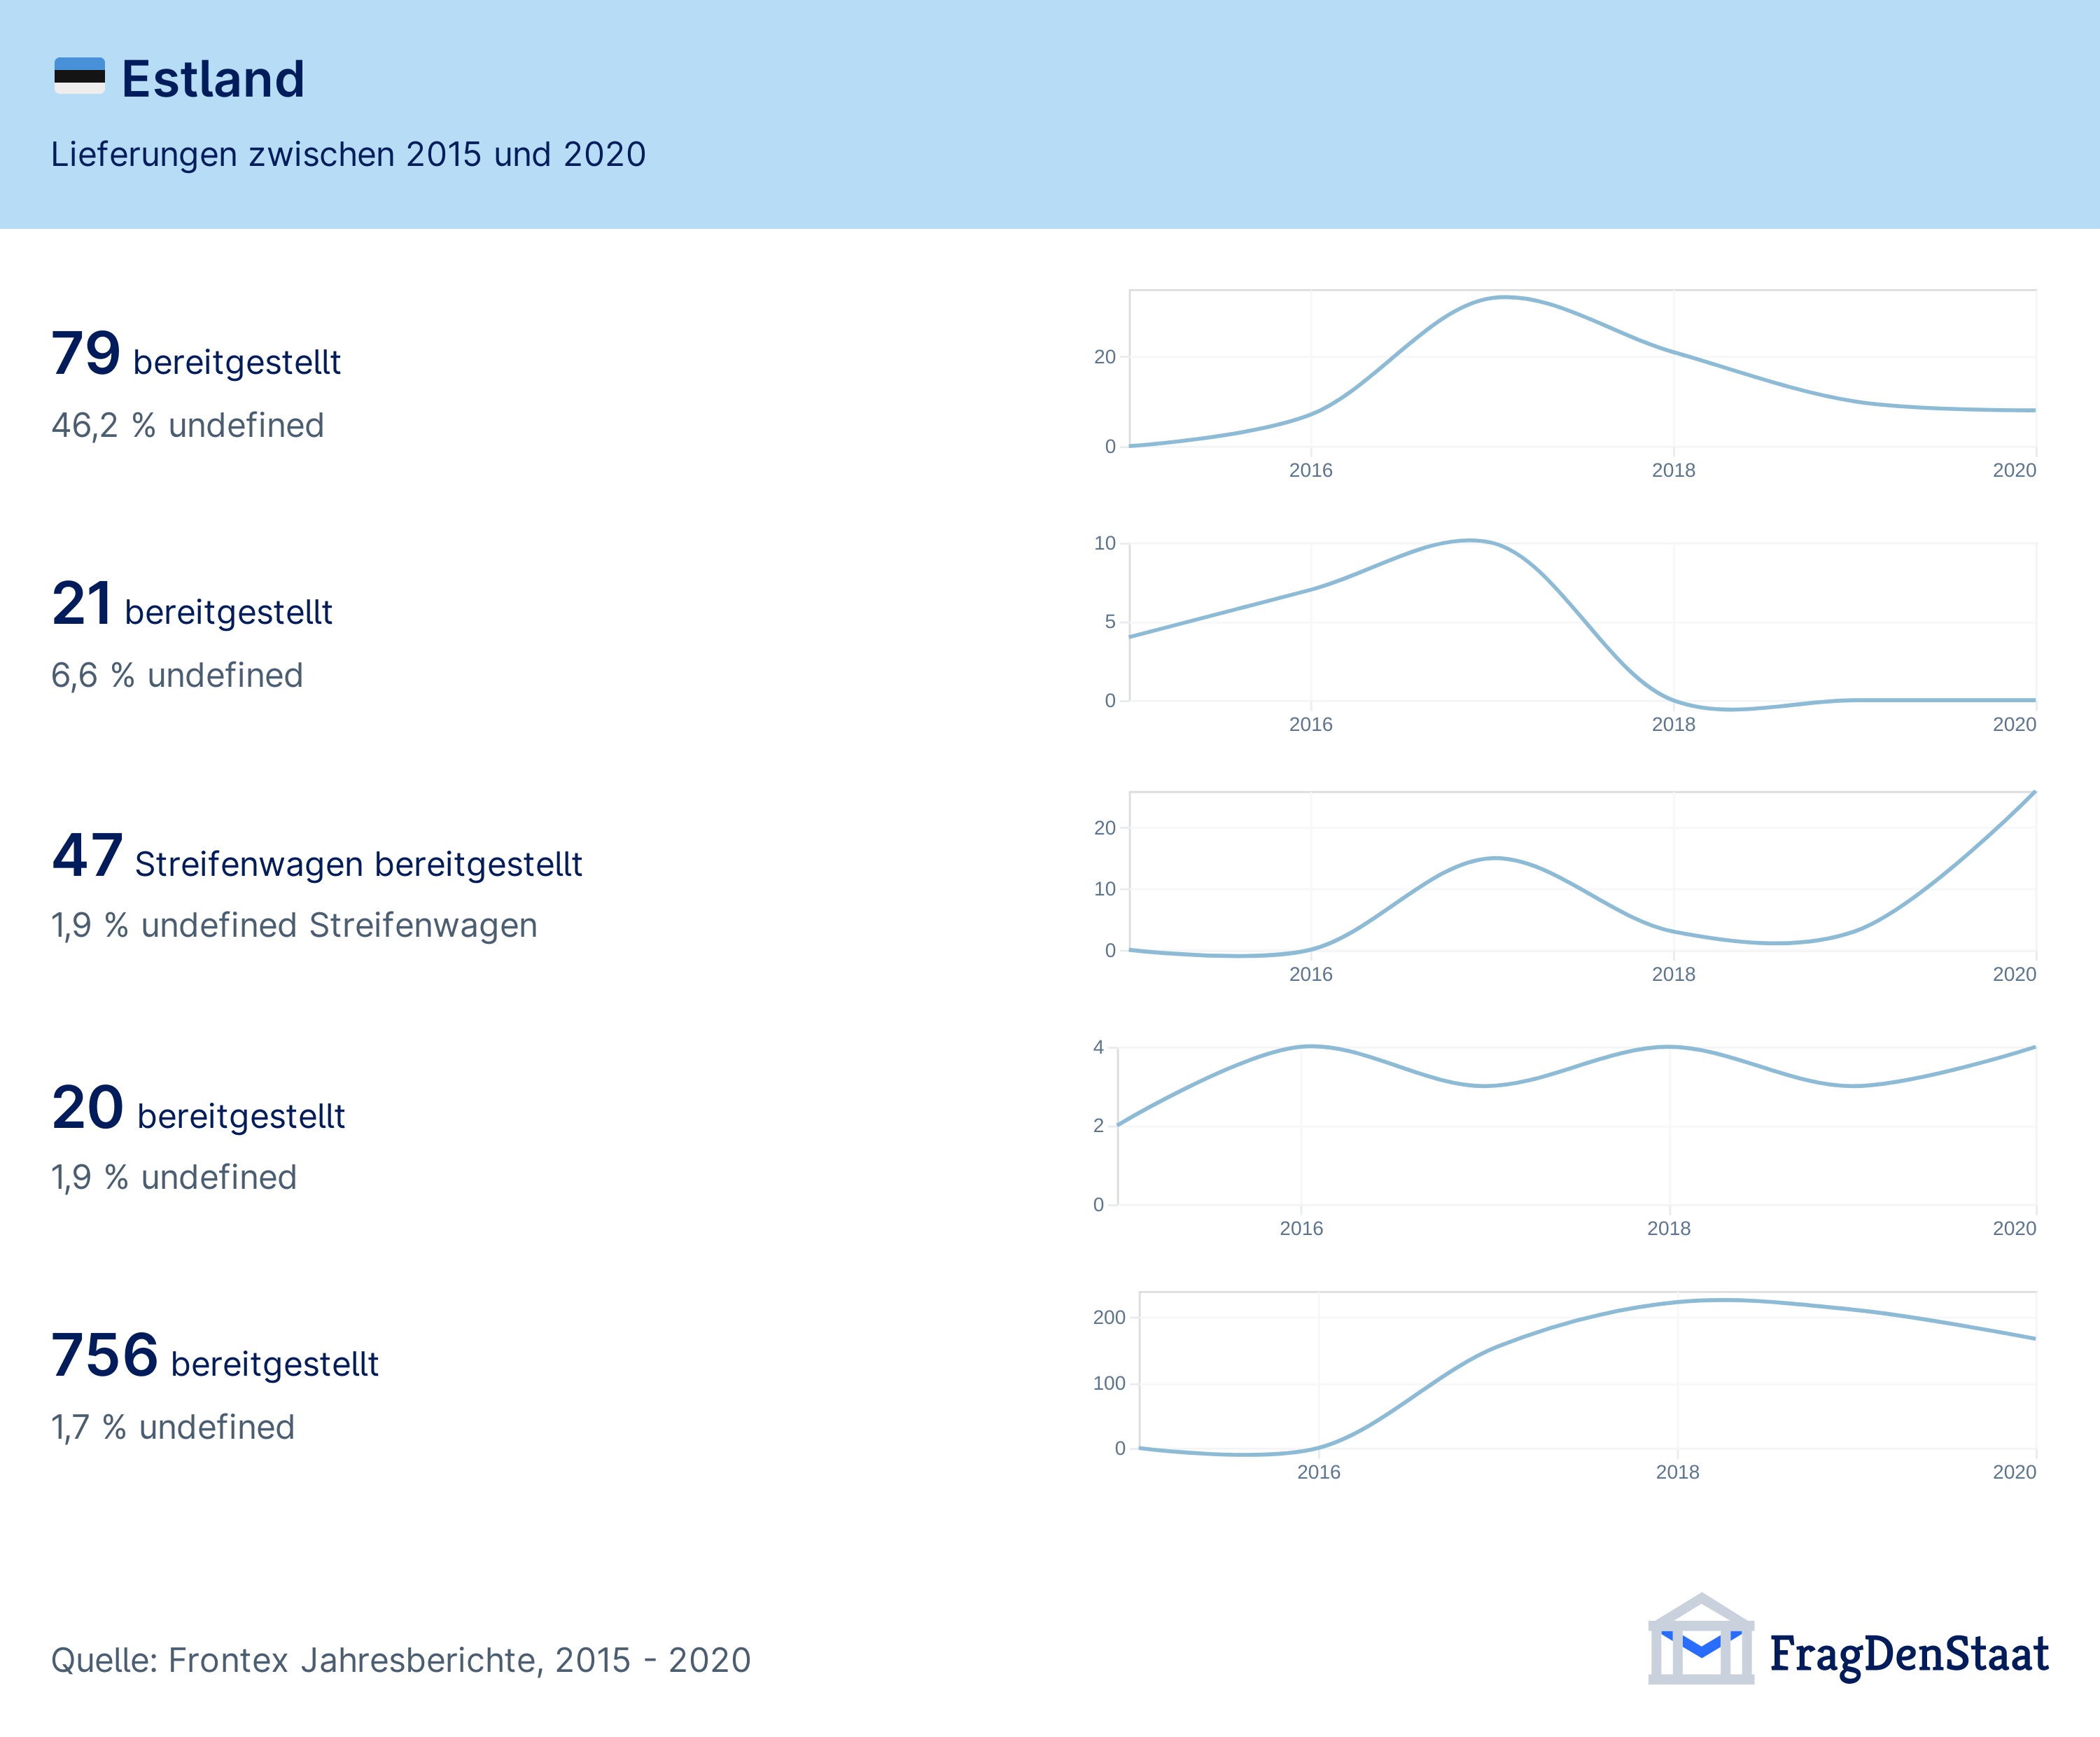 Estland
Lieferungen zwischen 2015 und 2020
79 bereitgestellt
46,2 % undefined
20
0
2016 2018 2020
21 bereitgestellt
6,6 % undefined
10
5
0
2016 2018 2020
47 Streifenwagen bereitgestellt
1,9 % undefined Streifenwagen
20
10
0
2016 2018 2020
20 bereitgestellt
1,9 % undefined
4
2
0
2016 2018 2020
756 bereitgestellt
1,7 % undefined
200
100
0
2016 2018 2020
Quelle: Frontex Jahresberichte, 2015 - 2020
FragDenStaat